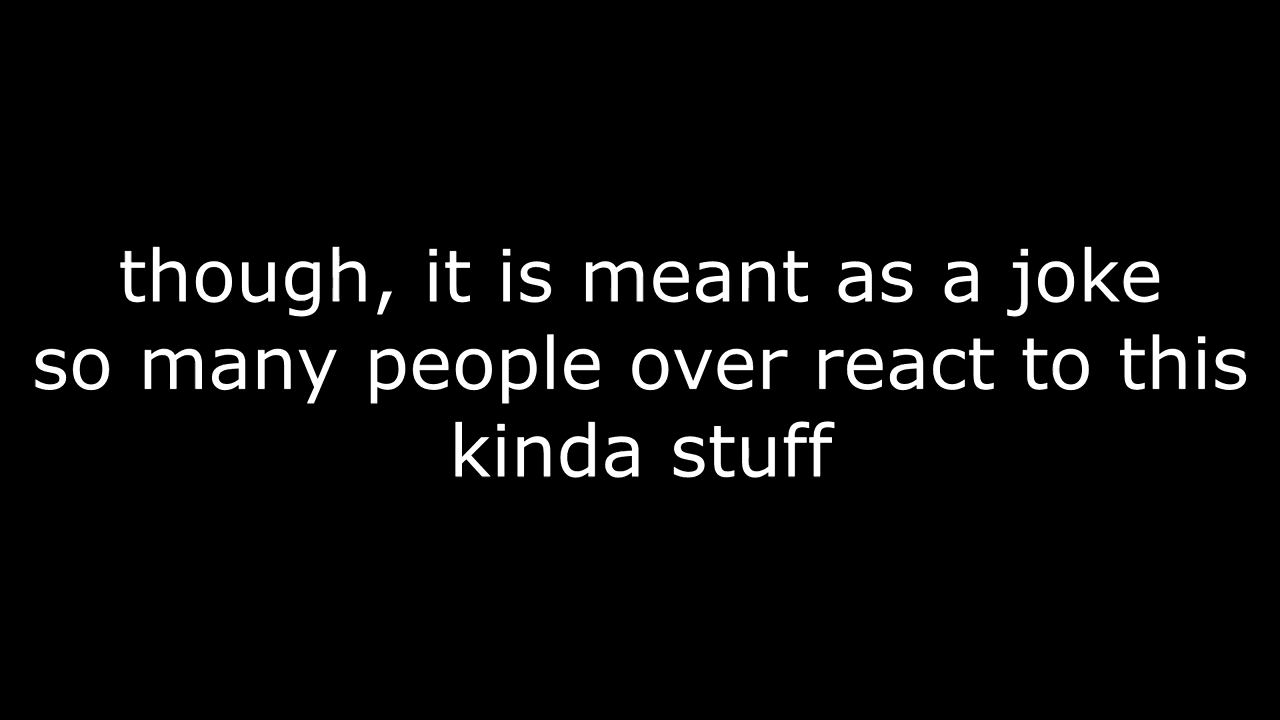 though, it is meant as a joke
so many people over react to this
kinda stuff